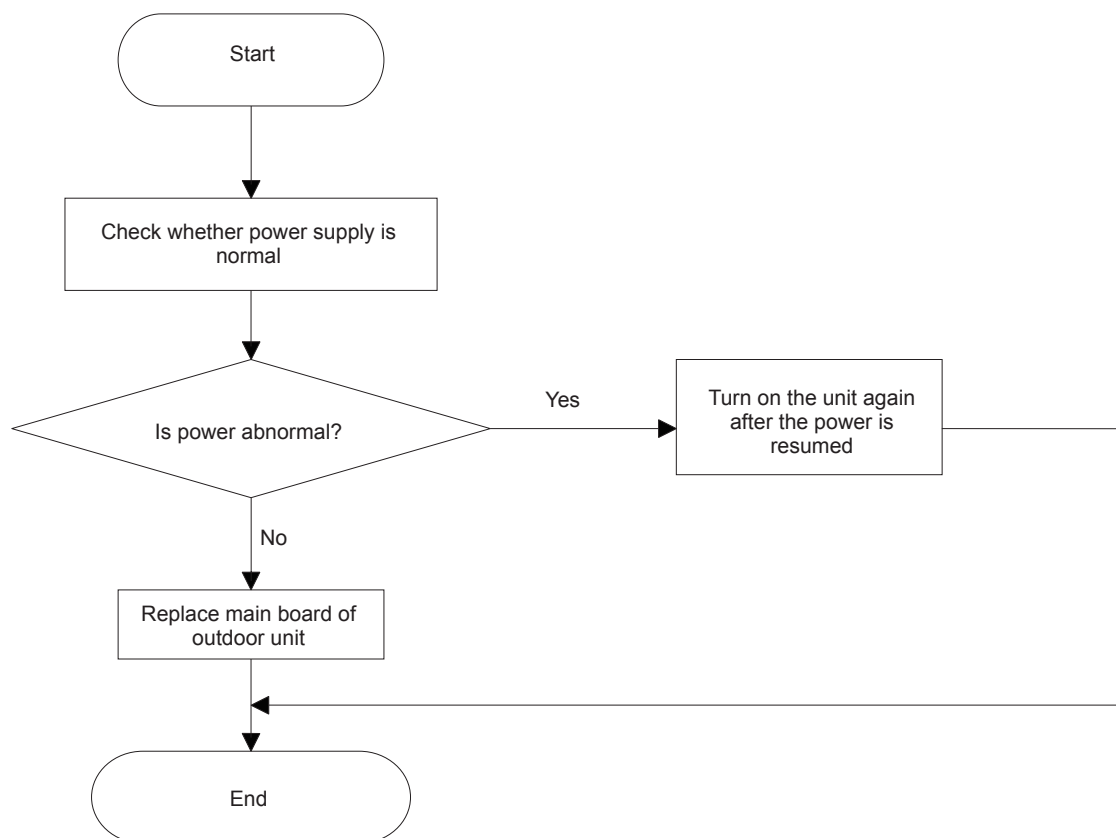 Start
Check whether power supply is
normal
Is power abnormal?
Yes
Turn on the unit again
after the power is
resumed
No
Replace main board of
outdoor unit
End